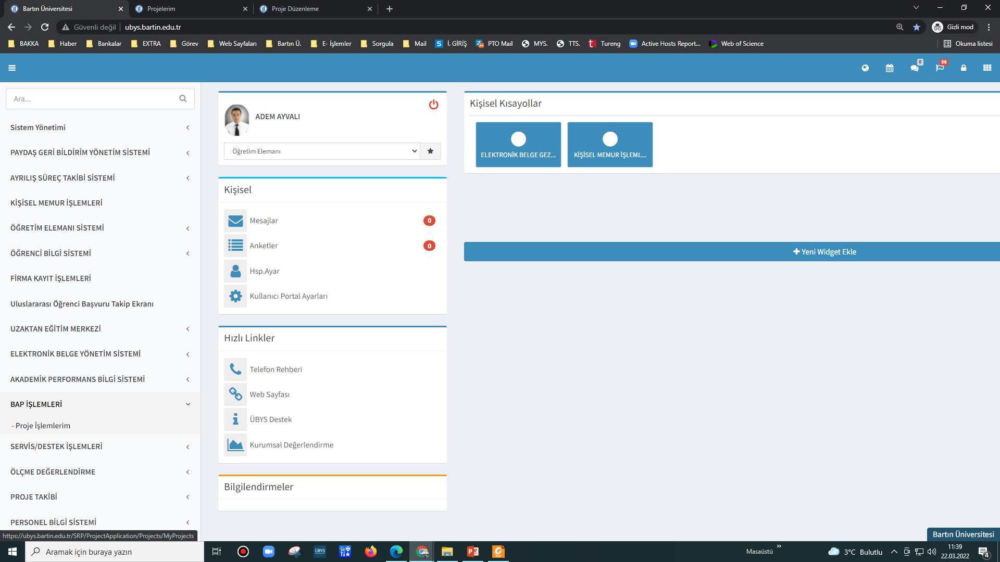 Bartın Üniversitesi
Projelerim
Proje Düzenleme
Güvenli değil
ubys.bartin.edu.tr
Gizli mod
BAKKA
Haber
Bankalar
EXTRA
Görev
Web Sayfaları
Bartın Ü.
E- İşlemler
Sorgula
Mail
İ. GİRİŞ
PTO Mail
MYS.
TTS.
Tureng
Active Hosts Report...
Web of Science
Okuma listesi
0
58
Ara...
Sistem Yönetimi
PAYDAŞ GERİ BİLDİRİM YÖNETİM SİSTEMİ
AYRILIŞ SÜREÇ TAKİBİ SİSTEMİ
KİŞİSEL MEMUR İŞLEMLERİ
ÖĞRETİM ELEMANI SİSTEMİ
ÖĞRENCİ BİLGİ SİSTEMİ
FİRMA KAYIT İŞLEMLERİ
Uluslararası Öğrenci Başvuru Takip Ekranı
UZAKTAN EĞİTİM MERKEZİ
ELEKTRONİK BELGE YÖNETİM SİSTEMİ
AKADEMİK PERFORMANS BİLGİ SİSTEMİ
BAP İŞLEMLERİ
- Proje İşlemlerim
SERVİS/DESTEK İŞLEMLERİ
ÖLÇME DEĞERLENDİRME
PROJE TAKİBİ
PERSONEL BİLGİ SİSTEMİ
https://ubys.bartin.edu.tr/SRP/ProjectApplication/Projects/MyProjects
ADEM AYVALI
Öğretim Elemanı
Kişisel
Mesajlar
0
Anketler
0
Hsp.Ayar
Kullanıcı Portal Ayarları
Hızlı Linkler
Telefon Rehberi
Web Sayfası
ÜBYS Destek
Kurumsal Değerlendirme
Bilgilendirmeler
Kişisel Kısayollar
ELEKTRONİK BELGE GEZ...
KİŞİSEL MEMUR İŞLEML...
Yeni Widget Ekle
Bartın Üniversitesi
Aramak için buraya yazın
ÜBYS
Masaüstü
3°C Bulutlu
11:39
22.03.2022
4